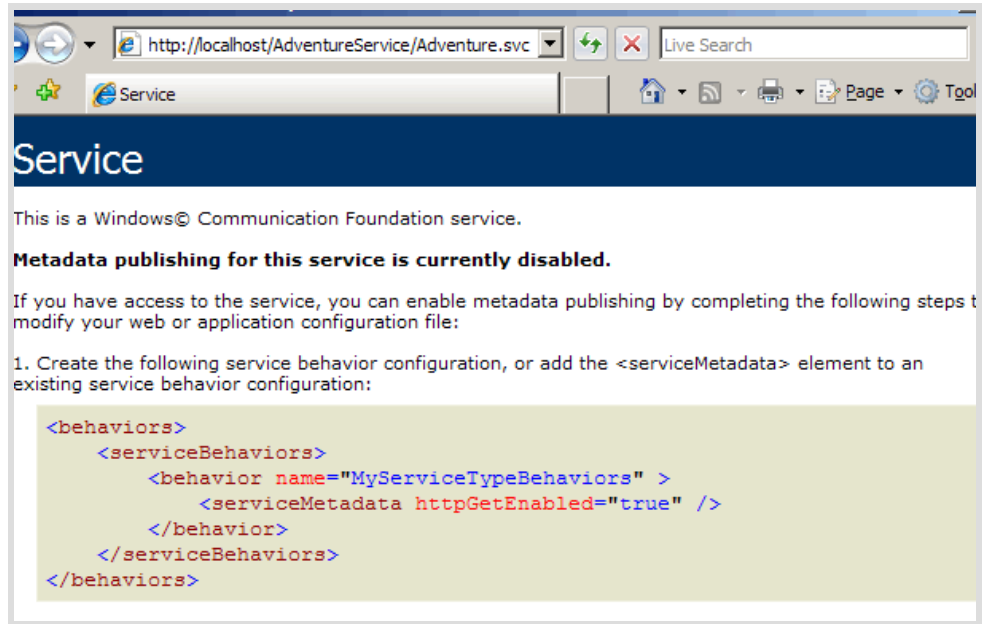 http://localhost/AdventureService/Adventure.svc
Live Search
Service
Page
Service
This is a Windows© Communication Foundation service.
Metadata publishing for this service is currently disabled.
If you have access to the service, you can enable metadata publishing by completing the following steps t
modify your web or application configuration file:
1. Create the following service behavior configuration, or add the <serviceMetadata> element to an
existing service behavior configuration:
<behaviors>
<serviceBehaviors>
<behavior name="MyServiceTypeBehaviors" >
<serviceMetadata httpGetEnabled="true" />
</behavior>
</serviceBehaviors>
</behaviors>